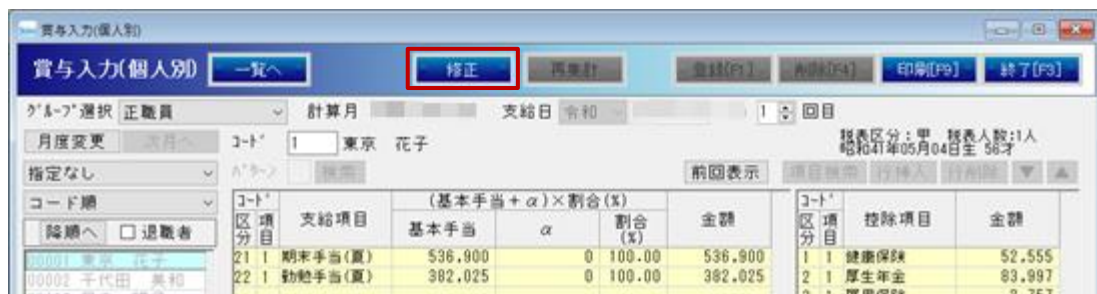 賞与入力(個人別)
賞与入力(個人別) 一覧へ 修正 再集計 登録[F1] 削除[F4] 印刷[F9] 終了[F3]
グループ選択 正職員 計算月 支給日 令和 1 回目
月度変更 次月へ コード 1 東京 花子 税表区分:甲 税表人数:1人
昭和41年05月04日生 56才
指定なし パターン 検索 前回表示 項目検索 行挿入 行削除 ▼ ▲
コード順 コード (基本手当+α)×割合(%) コード
降順へ 退職者 区分 項目 支給項目 基本手当 α 割合(%) 金額 区分 項目 控除項目 金額
00001 東京 花子 21 1 期末手当(夏) 536,900 0 100.00 536,900 1 1 健康保険 52,555
00002 千代田 美和 22 1 勤勉手当(夏) 382,025 0 100.00 382,025 2 1 厚生年金 83,997